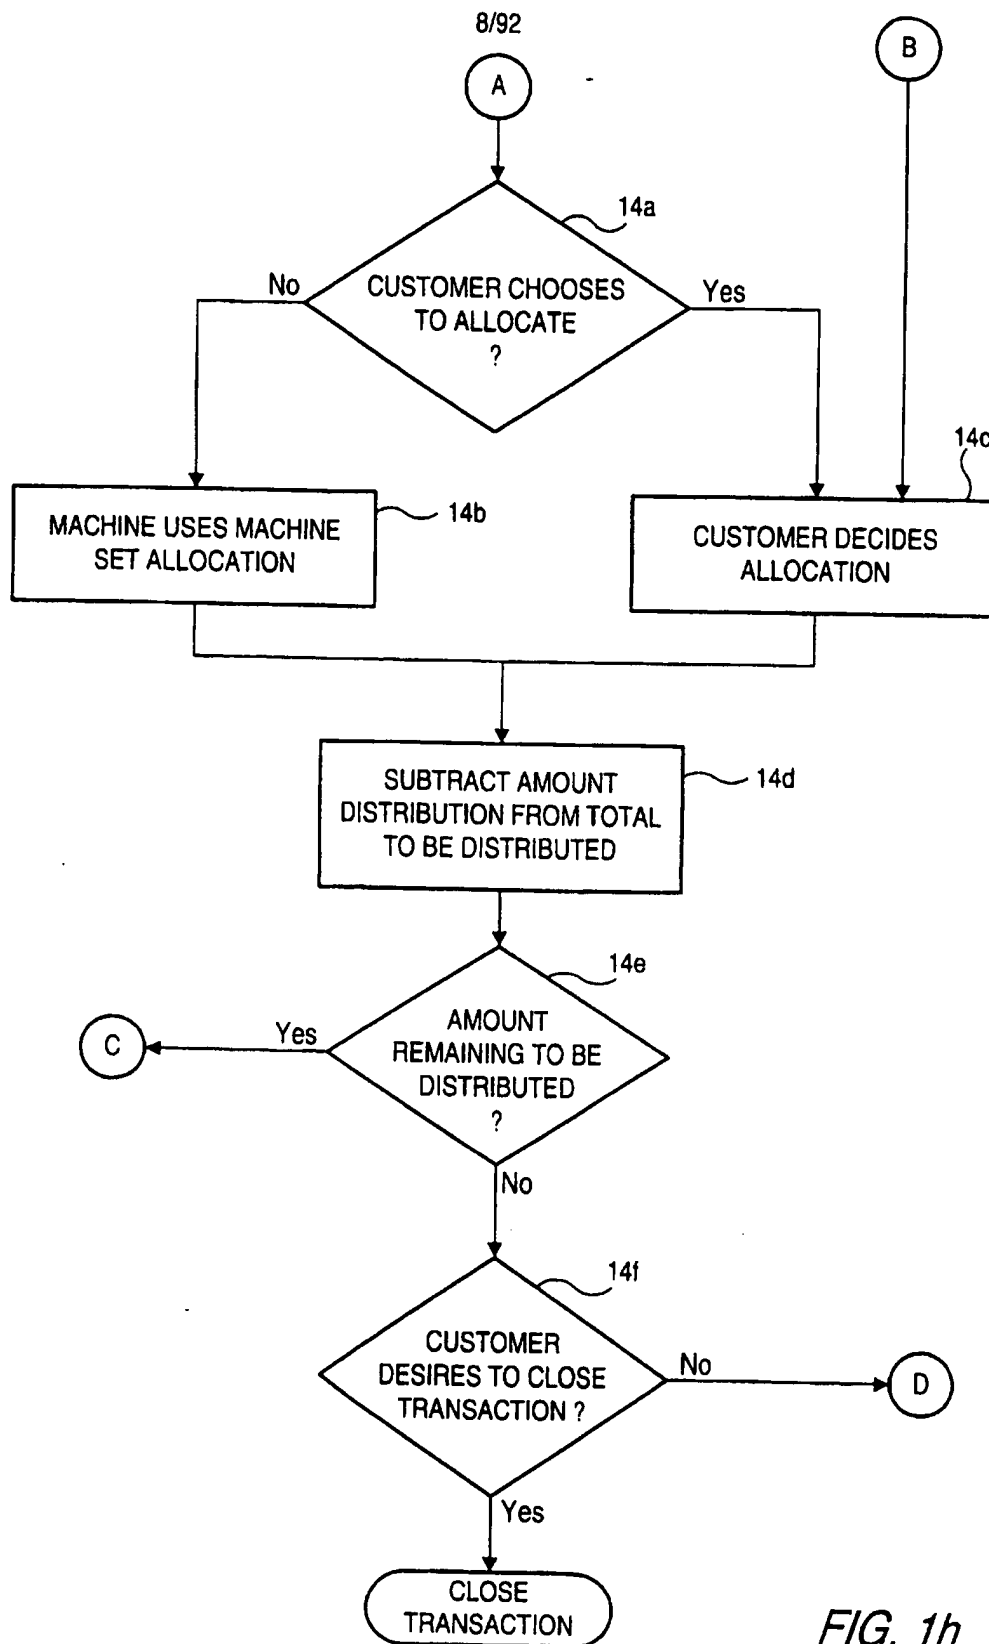 8/92
A
B
14a
No
CUSTOMER CHOOSES
TO ALLOCATE
?
Yes
14c
MACHINE USES MACHINE
SET ALLOCATION
14b
CUSTOMER DECIDES
ALLOCATION
SUBTRACT AMOUNT
DISTRIBUTION FROM TOTAL
TO BE DISTRIBUTED
14d
14e
C
Yes
AMOUNT
REMAINING TO BE
DISTRIBUTED
?
No
14f
CUSTOMER
DESIRES TO CLOSE
TRANSACTION ?
No
D
Yes
CLOSE
TRANSACTION
FIG. 1h